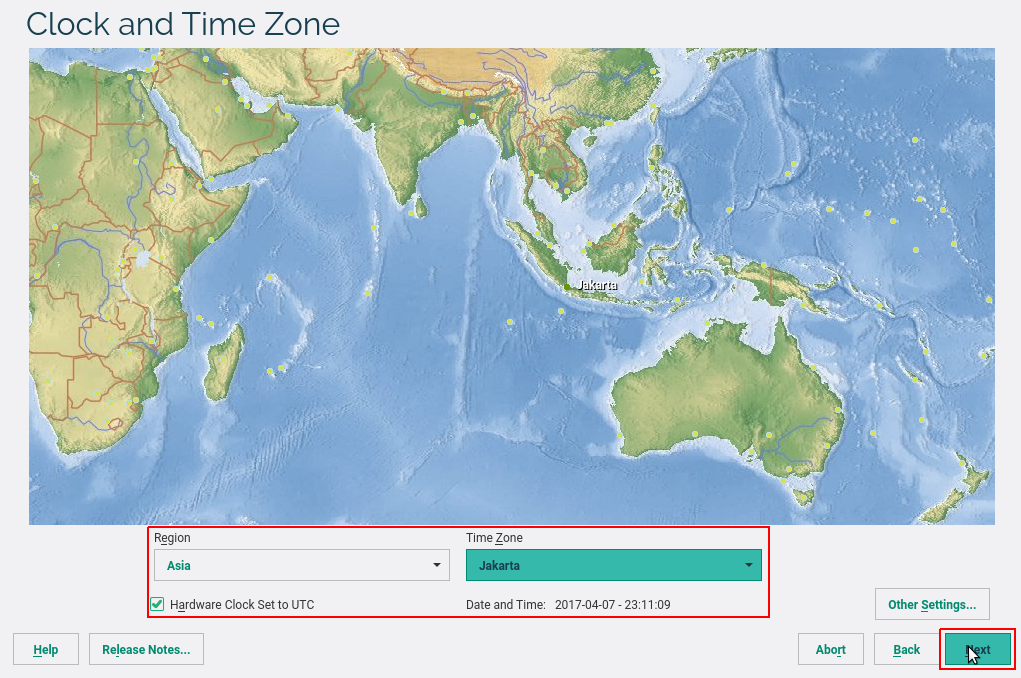 Clock and Time Zone
Jakarta
Region
Time Zone
Asia
Jakarta
Hardware Clock Set to UTC
Date and Time: 2017-04-07 - 23:11:09
Other Settings...
Help
Release Notes...
Abort
Back
Next